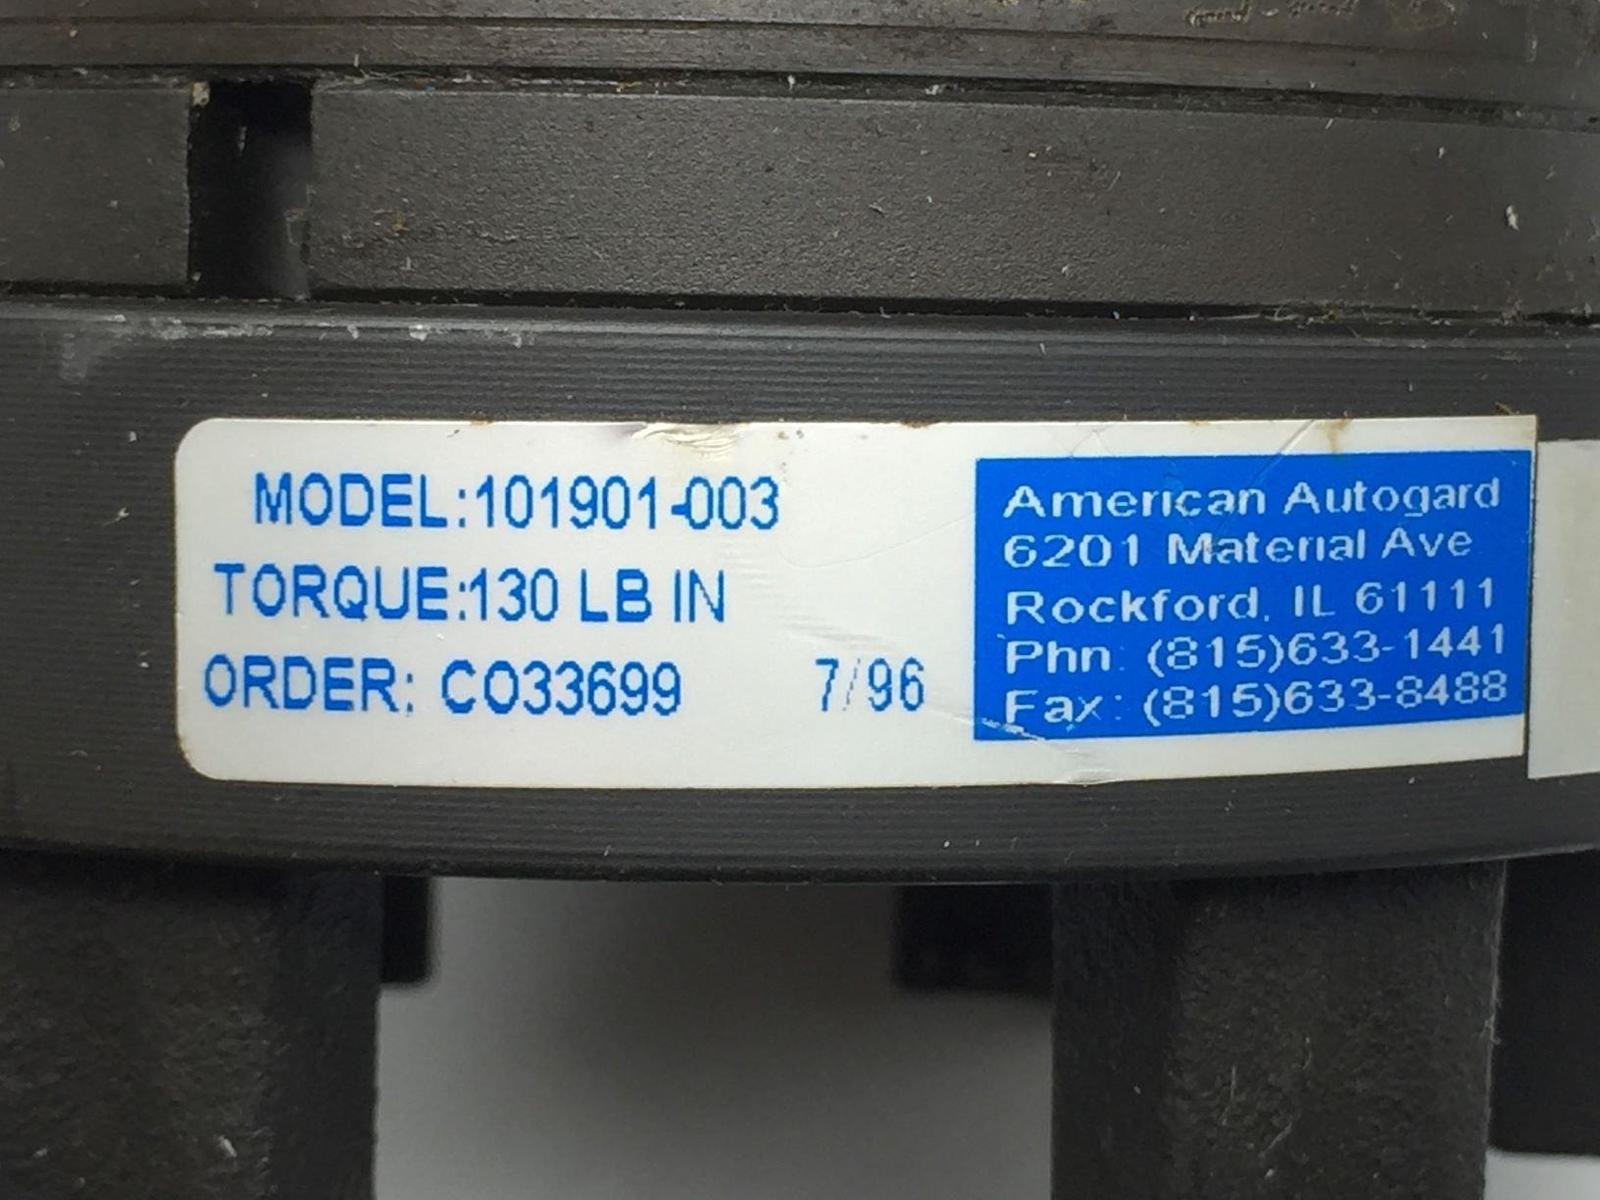 MODEL:101901-003
TORQUE:130 LB IN
ORDER: CO33699 7/96
American Autogard
6201 Material Ave
Rockford, IL 61111
Phn: (815)633-1441
Fax: (815)633-8488